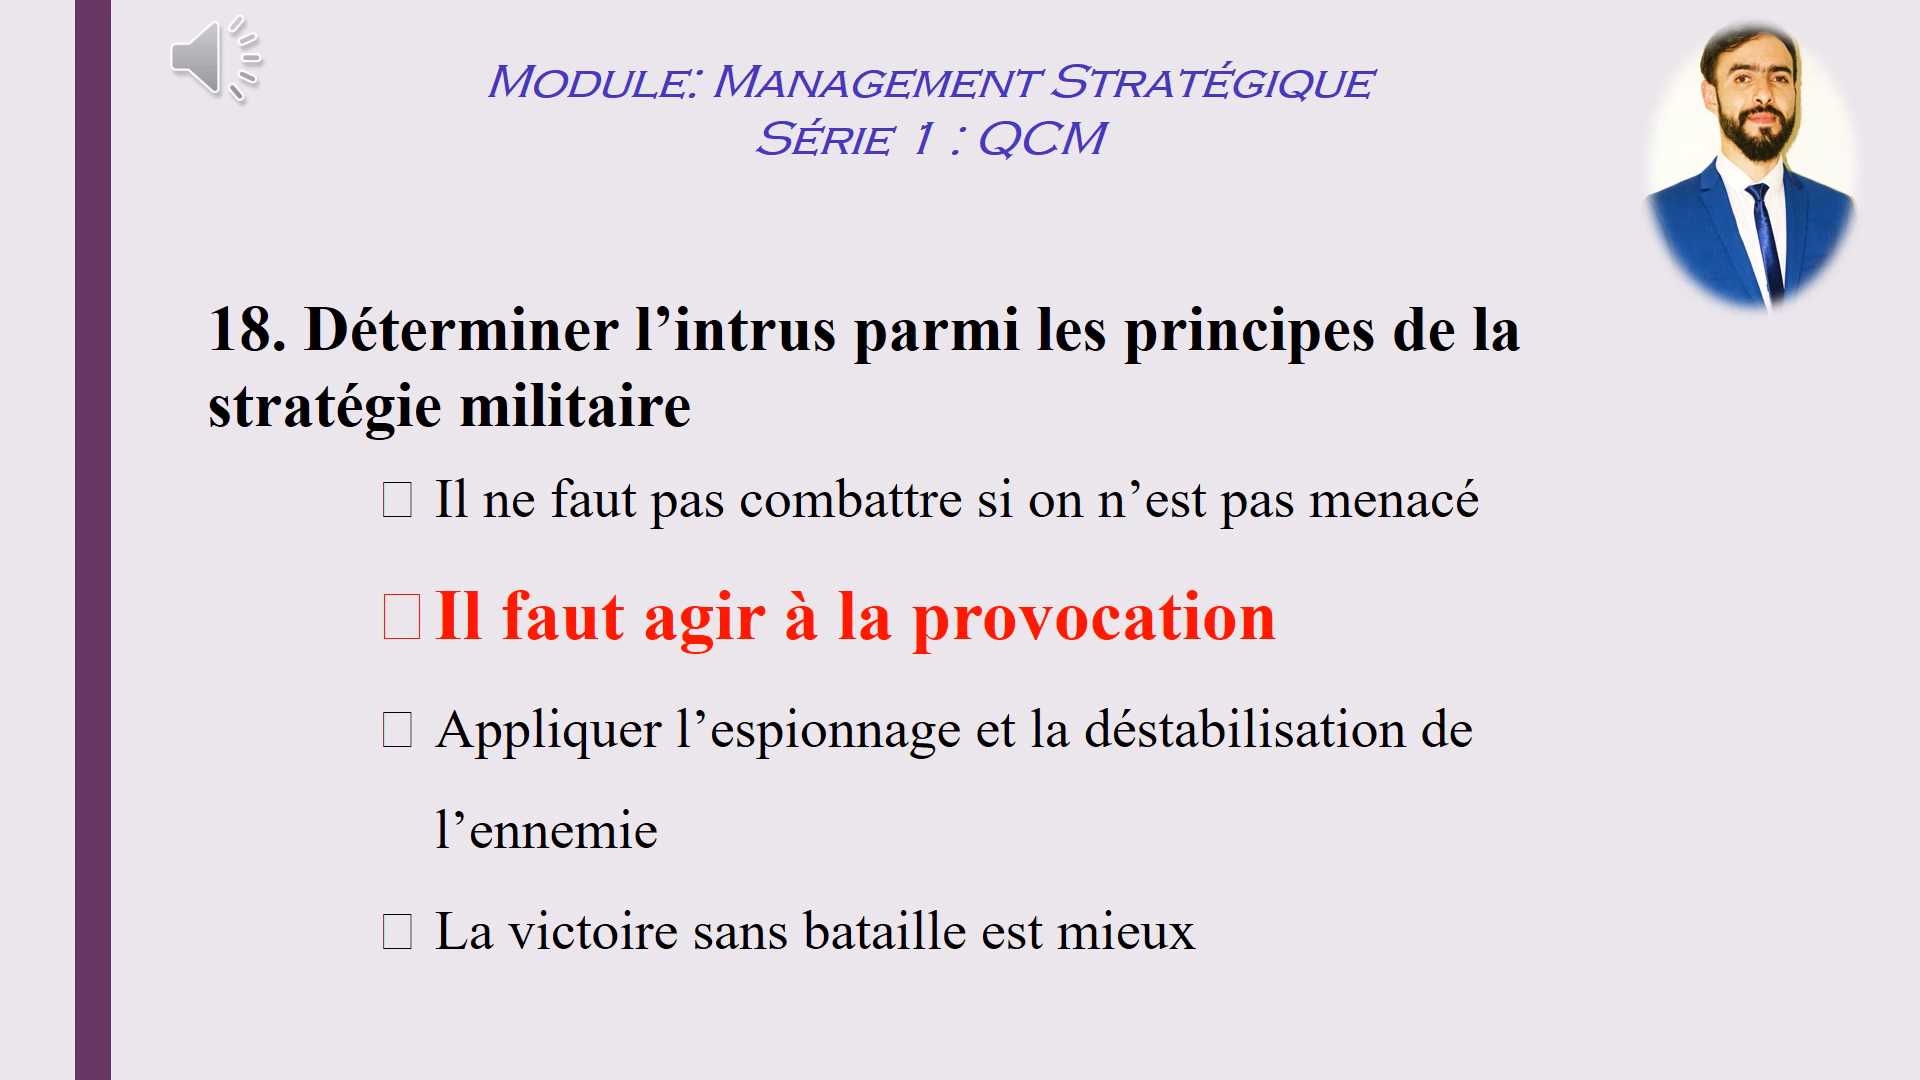 Module: Management Stratégique
Série 1 : QCM
18. Déterminer l’intrus parmi les principes de la
stratégie militaire
Il ne faut pas combattre si on n’est pas menacé
Il faut agir à la provocation
Appliquer l’espionnage et la déstabilisation de
l’ennemie
La victoire sans bataille est mieux